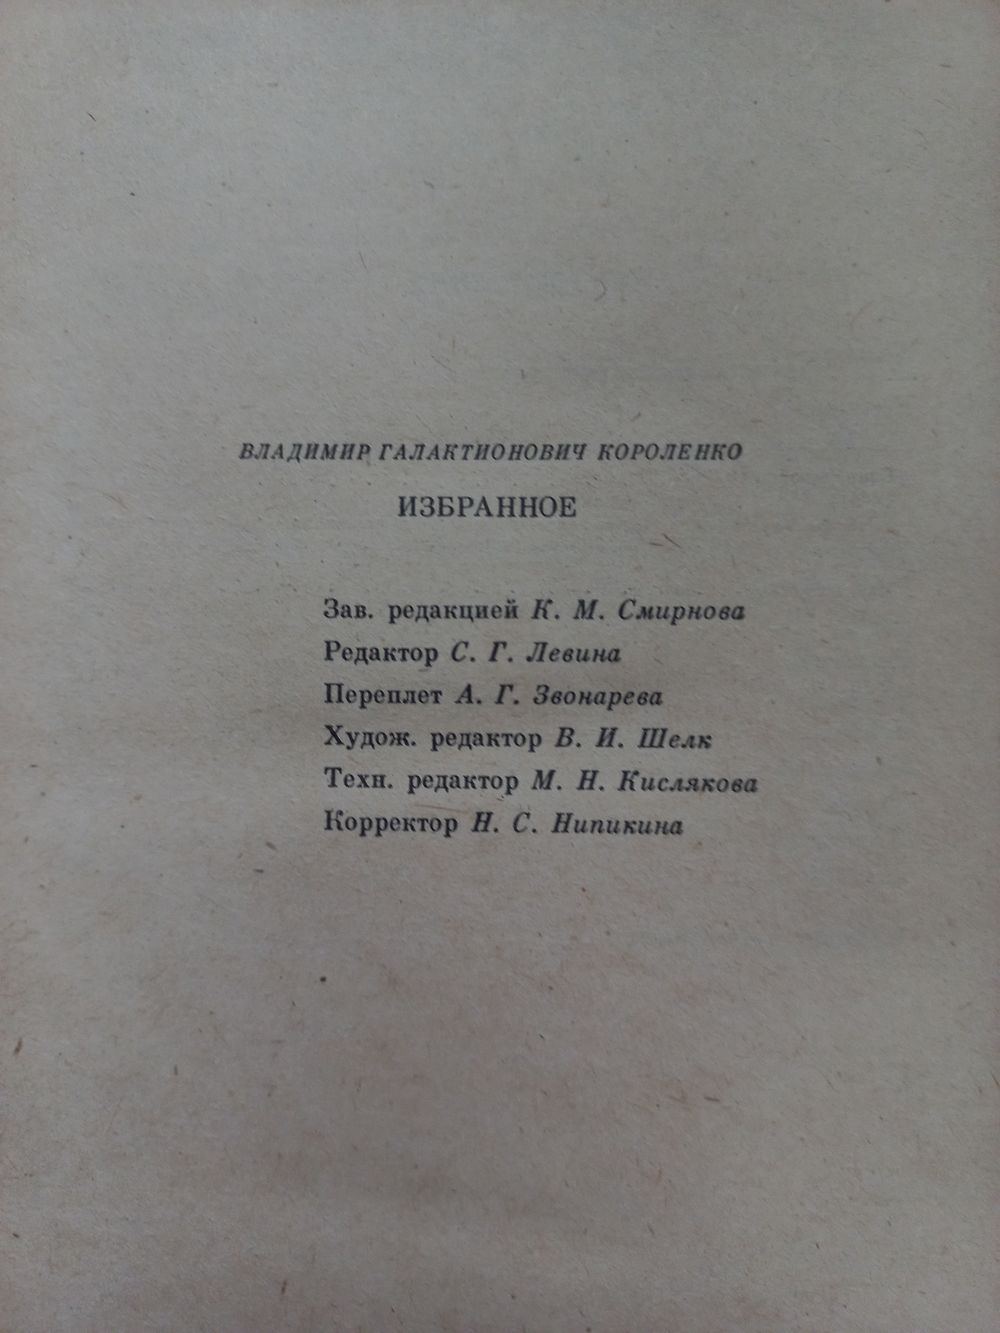 ВЛАДИМИР ГАЛАКТИОНОВИЧ КОРОЛЕНКО
ИЗБРАННОЕ
Зав. редакцией К. М. Смирнова
Редактор С. Г. Левина
Переплет А. Г. Звонарева
Худож. редактор В. И. Шелк
Техн. редактор М. Н. Кислякова
Корректор Н. С. Нипикина